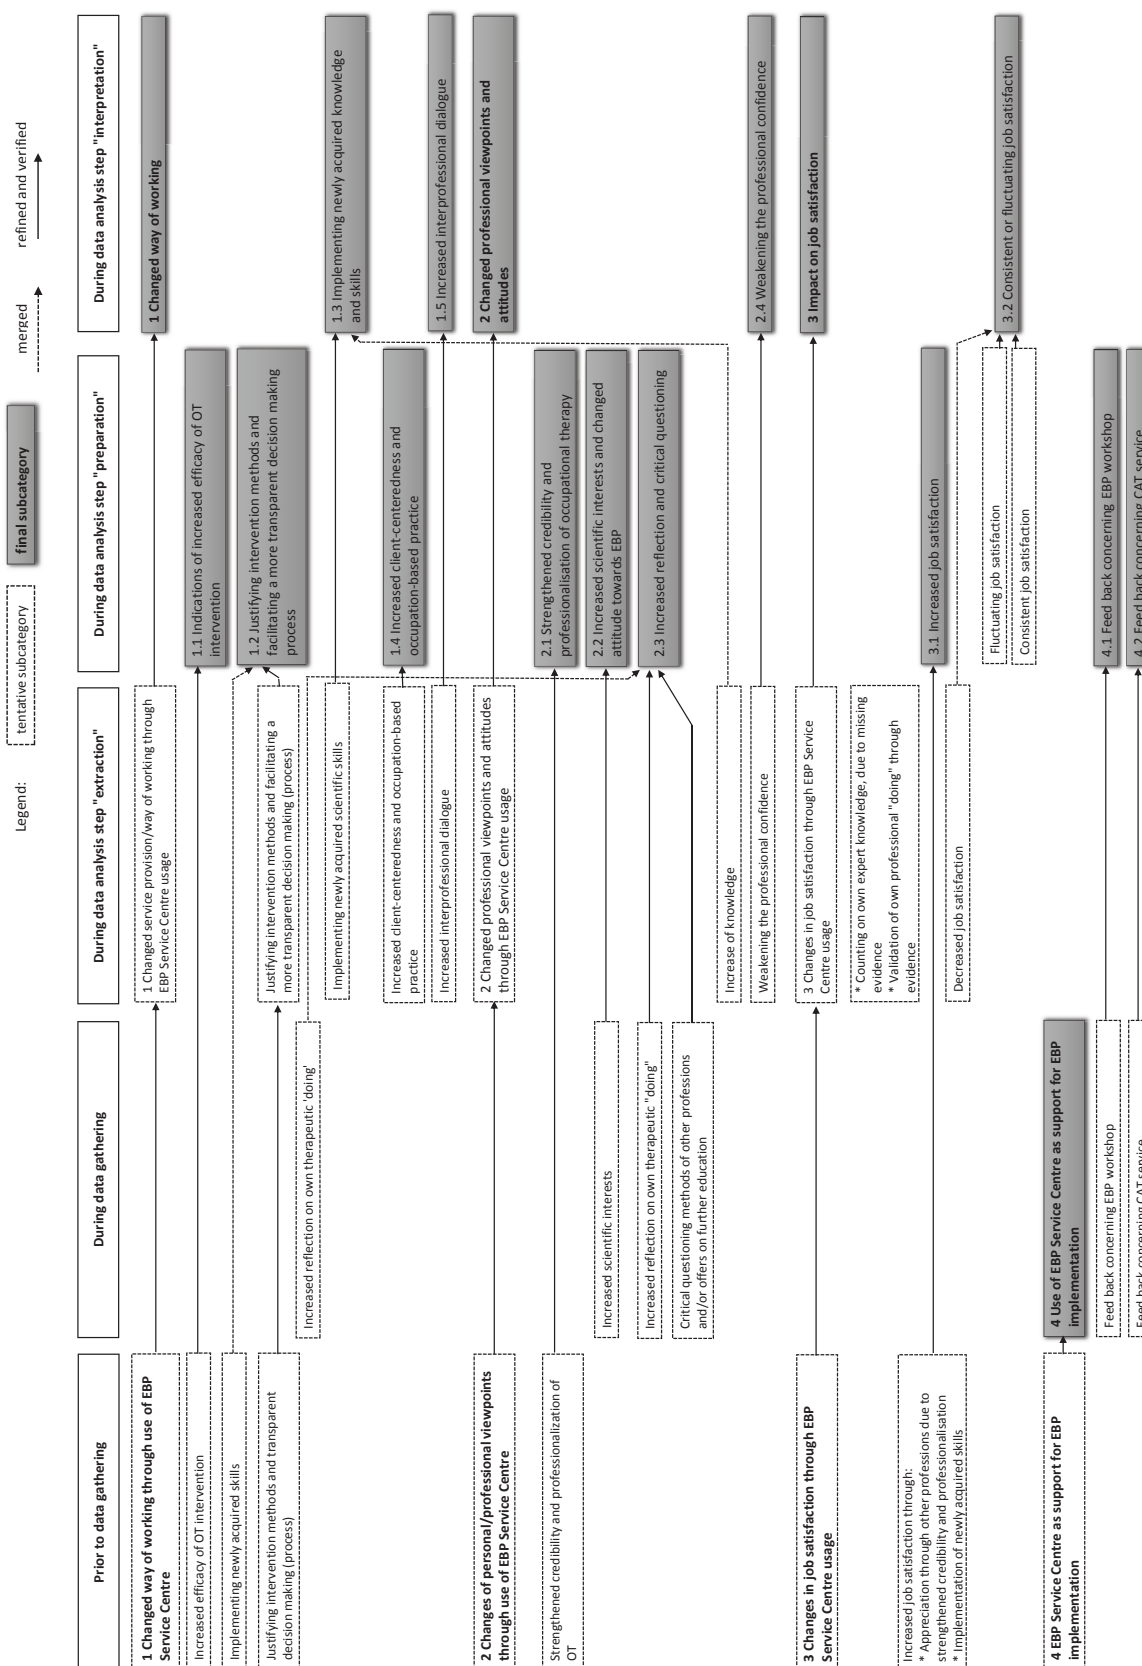 Legend:
tentative subcategory
final subcategory
merged
refined and verified
Prior to data gathering
During data gathering
During data analysis step "extraction"
During data analysis step "preparation"
During data analysis step "interpretation"
1 Changed way of working through use of EBP
Service Centre
1 Changed service provision/way of working through
EBP Service Centre usage
1 Changed way of working
Increased efficacy of OT intervention
1.1 Indications of increased efficacy of OT
intervention
Implementing newly acquired skills
Justifying intervention methods and transparent
decision making (process)
Justifying intervention methods and facilitating a
more transparent decision making (process)
1.2 Justifying intervention methods and
facilitating a more transparent decision making
process
Increased reflection on own therapeutic 'doing'
Implementing newly acquired scientific skills
1.3 Implementing newly acquired knowledge
and skills
Increased client-centeredness and occupation-based
practice
1.4 Increased client-centeredness and
occupation-based practice
Increased interprofessional dialogue
1.5 Increased interprofessional dialogue
2 Changes of personal/professional viewpoints
through use of EBP Service Centre
2 Changed professional viewpoints and attitudes
through EBP Service Centre usage
2 Changed professional viewpoints and
attitudes
Strengthened credibility and professionalization of
OT
2.1 Strengthened credibility and
professionalisation of occupational therapy
Increased scientific interests
2.2 Increased scientific interests and changed
attitude towards EBP
Increased reflection on own therapeutic "doing"
2.3 Increased reflection and critical questioning
Critical questioning methods of other professions
and/or offers on further education
Increase of knowledge
Weakening the professional confidence
2.4 Weakening the professional confidence
3 Changes in job satisfaction through EBP
Service Centre usage
3 Changes in job satisfaction through EBP Service
Centre usage
3 Impact on job satisfaction
* Counting on own expert knowledge, due to missing
evidence
* Validation of own professional "doing" through
evidence
Increased job satisfaction through:
* Appreciation through other professions due to
strengthened credibility and professionalisation
* Implementation of newly acquired skills
3.1 Increased job satisfaction
Decreased job satisfaction
Fluctuating job satisfaction
Consistent job satisfaction
3.2 Consistent or fluctuating job satisfaction
4 EBP Service Centre as support for EBP
implementation
4 Use of EBP Service Centre as support for EBP
implementation
Feed back concerning EBP workshop
4.1 Feed back concerning EBP workshop
Feed back concerning CAT service
4.2 Feed back concerning CAT service